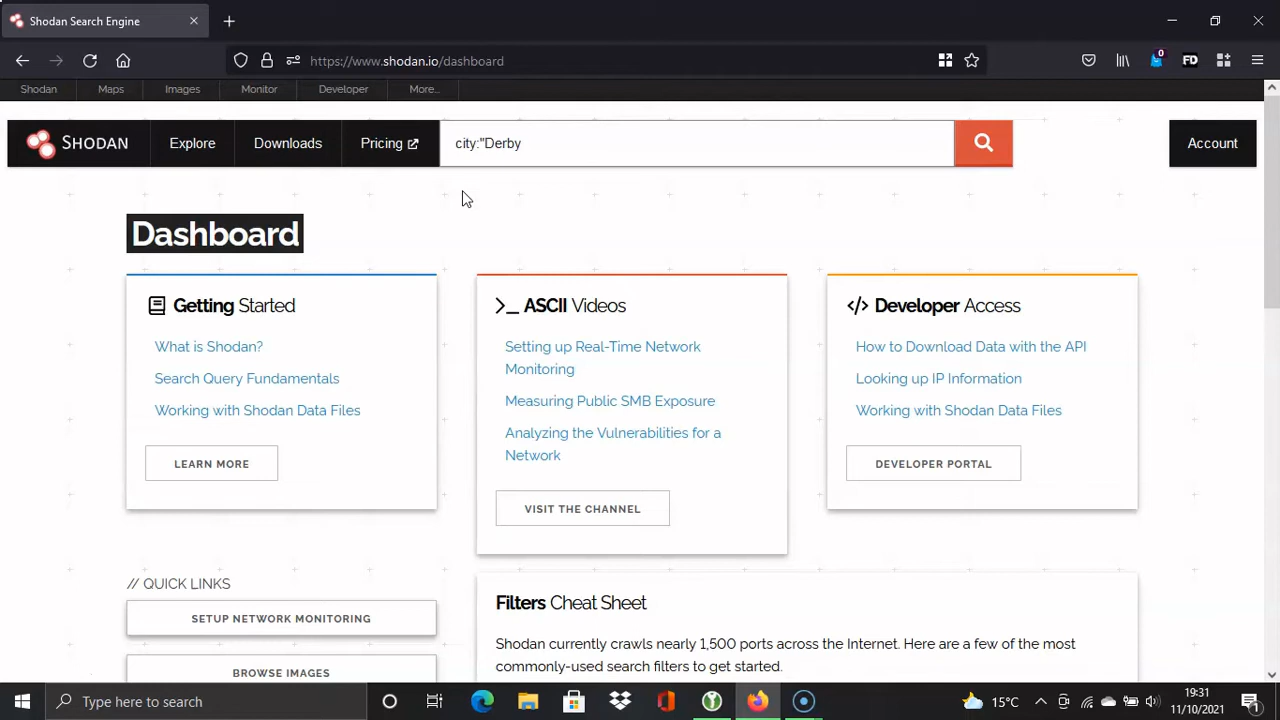 Shodan Search Engine
https://www.shodan.io/dashboard
0
FD
Shodan
Maps
Images
Monitor
Developer
More...
SHODAN
Explore
Downloads
Pricing
city:"Derby
Account
Dashboard
Getting Started
What is Shodan?
Search Query Fundamentals
Working with Shodan Data Files
LEARN MORE
ASCII Videos
Setting up Real-Time Network
Monitoring
Measuring Public SMB Exposure
Analyzing the Vulnerabilities for a
Network
VISIT THE CHANNEL
Developer Access
How to Download Data with the API
Looking up IP Information
Working with Shodan Data Files
DEVELOPER PORTAL
// QUICK LINKS
SETUP NETWORK MONITORING
BROWSE IMAGES
Filters Cheat Sheet
Shodan currently crawls nearly 1,500 ports across the Internet. Here are a few of the most
commonly-used search filters to get started.
Type here to search
15°C
19:31
11/10/2021
1